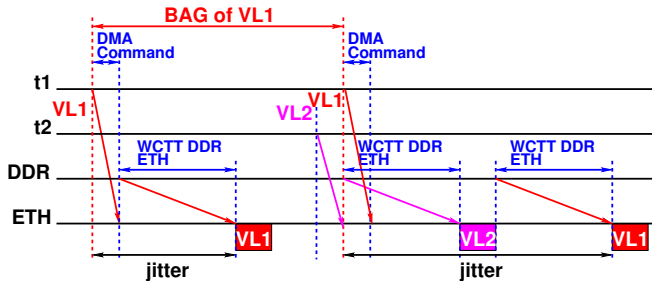 BAG of VL1
DMA
Command
DMA
Command
t1
VL1
VL2
VL1
t2
WCTT DDR
ETH
WCTT DDR
ETH
WCTT DDR
ETH
DDR
ETH
VL1
VL2
VL1
jitter
jitter